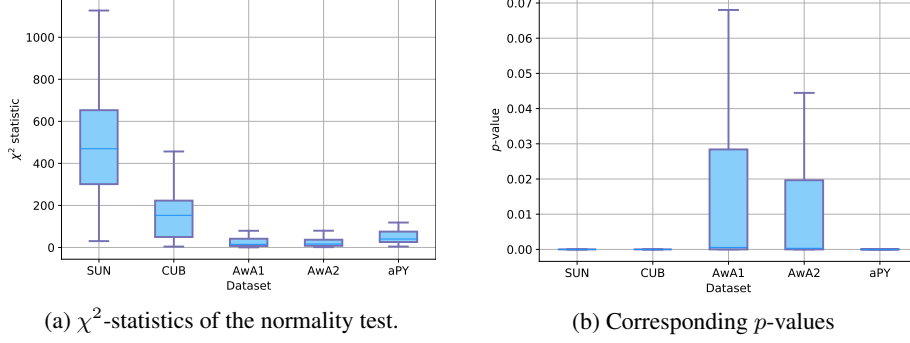 1000
800
600
400
200
0
χ² statistic
SUN CUB AwA1 AwA2 aPY
Dataset
(a) χ²-statistics of the normality test.
0.07
0.06
0.05
0.04
0.03
0.02
0.01
0.00
p-value
SUN CUB AwA1 AwA2 aPY
Dataset
(b) Corresponding p-values